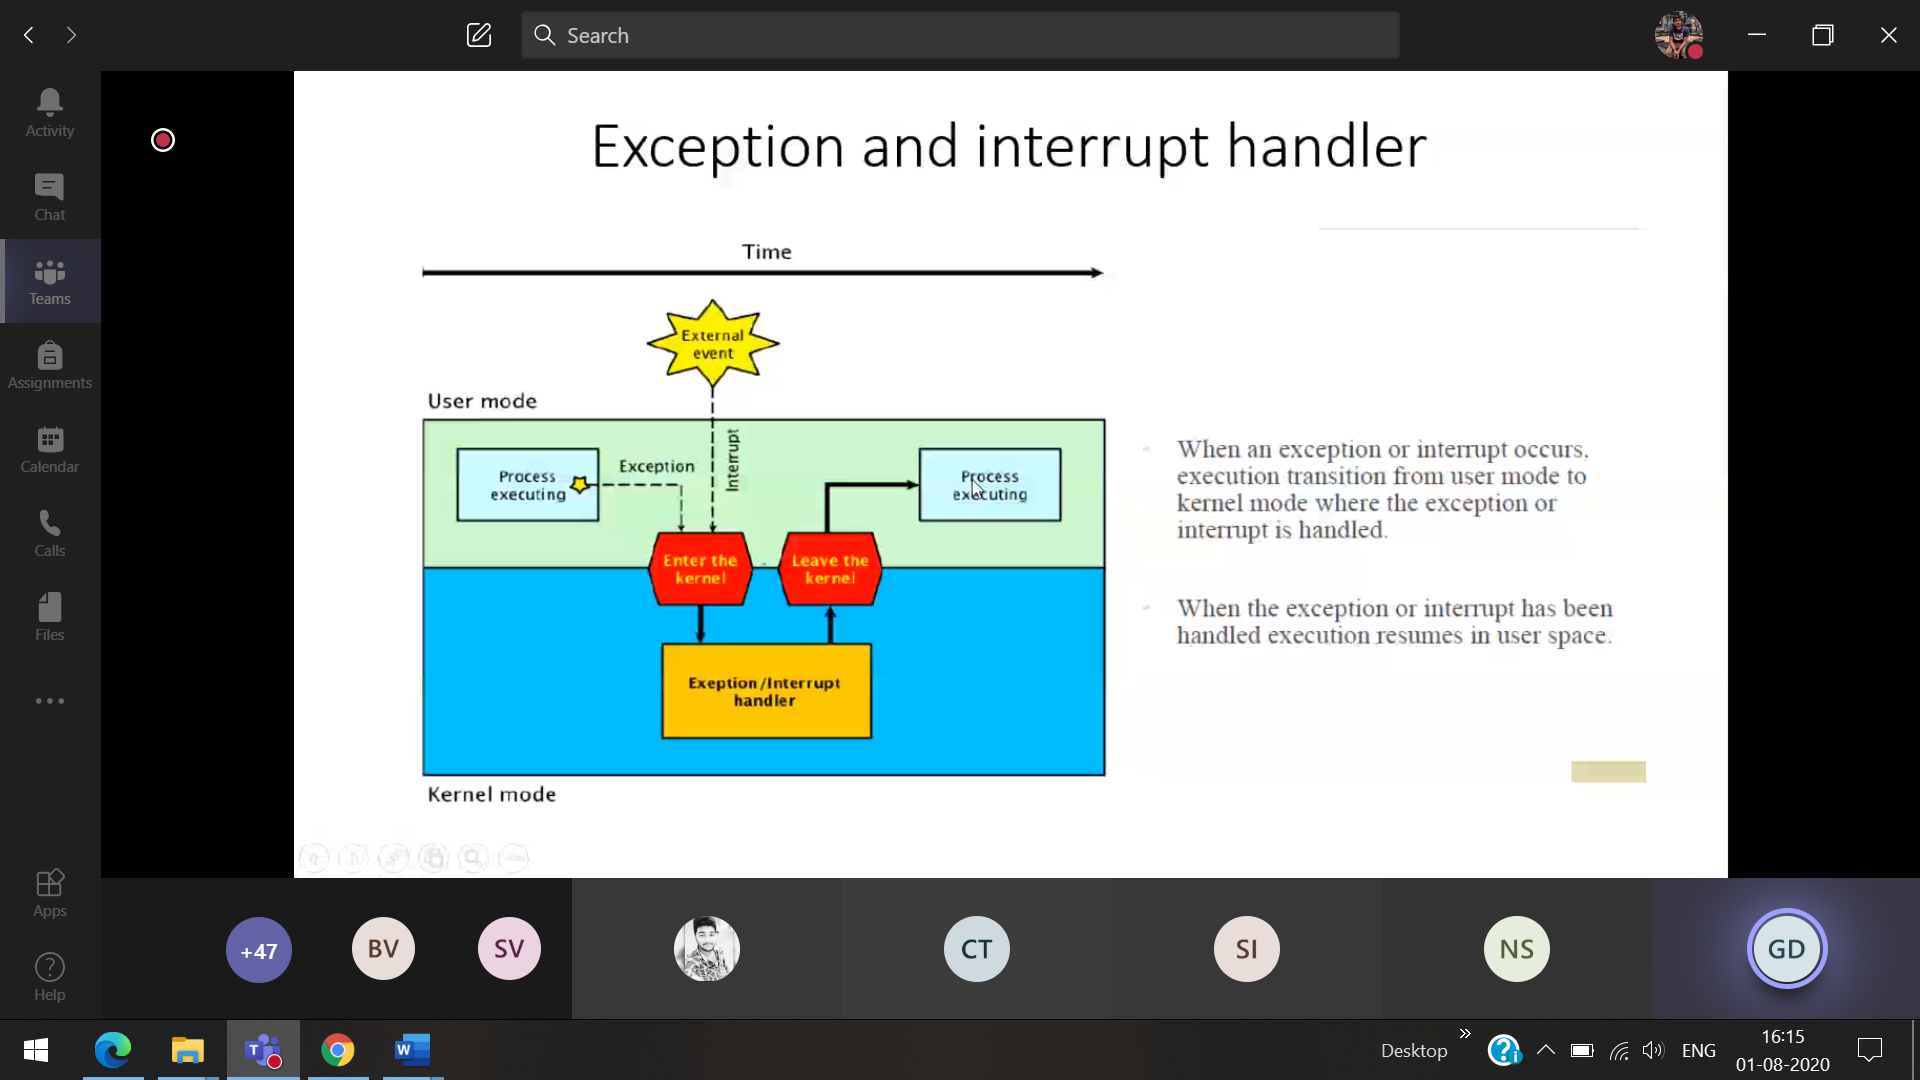 Search
Activity
Chat
Teams
Assignments
Calendar
Calls
Files
Apps
Help
Exception and interrupt handler
Time
External
event
User mode
Process
executing
Exception
Interrupt
Process
executing
Enter the
kernel
Leave the
kernel
Exeption/Interrupt
handler
Kernel mode
When an exception or interrupt occurs,
execution transition from user mode to
kernel mode where the exception or
interrupt is handled.
When the exception or interrupt has been
handled execution resumes in user space.
+47
BV
SV
CT
SI
NS
GD
Desktop
ENG
16:15
01-08-2020